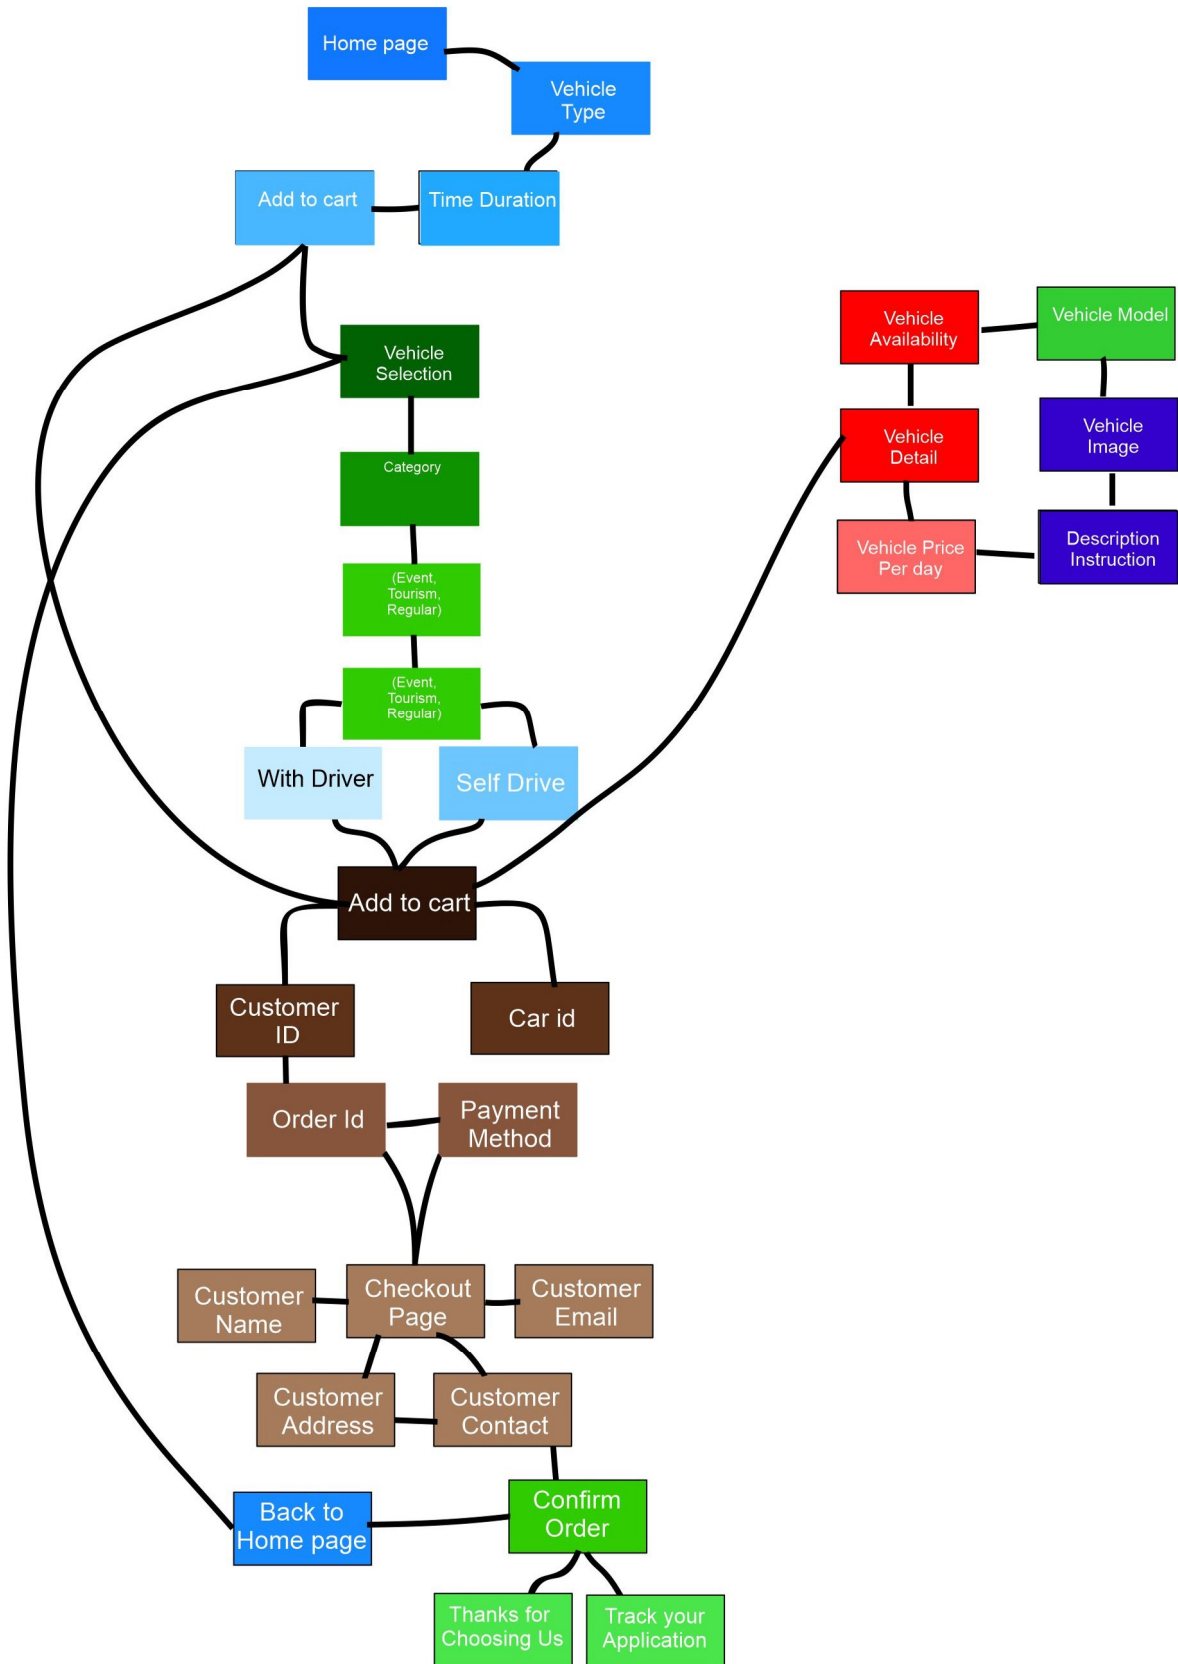 Home page
Vehicle
Type
Add to cart
Time Duration
Vehicle
Availability
Vehicle Model
Vehicle
Selection
Vehicle
Detail
Vehicle
Image
Category
Vehicle Price
Per day
Description
Instruction
(Event,
Tourism,
Regular)
(Event,
Tourism,
Regular)
With Driver
Self Drive
Add to cart
Customer
ID
Car id
Order Id
Payment
Method
Customer
Name
Checkout
Page
Customer
Email
Customer
Address
Customer
Contact
Back to
Home page
Confirm
Order
Thanks for
Choosing Us
Track your
Application